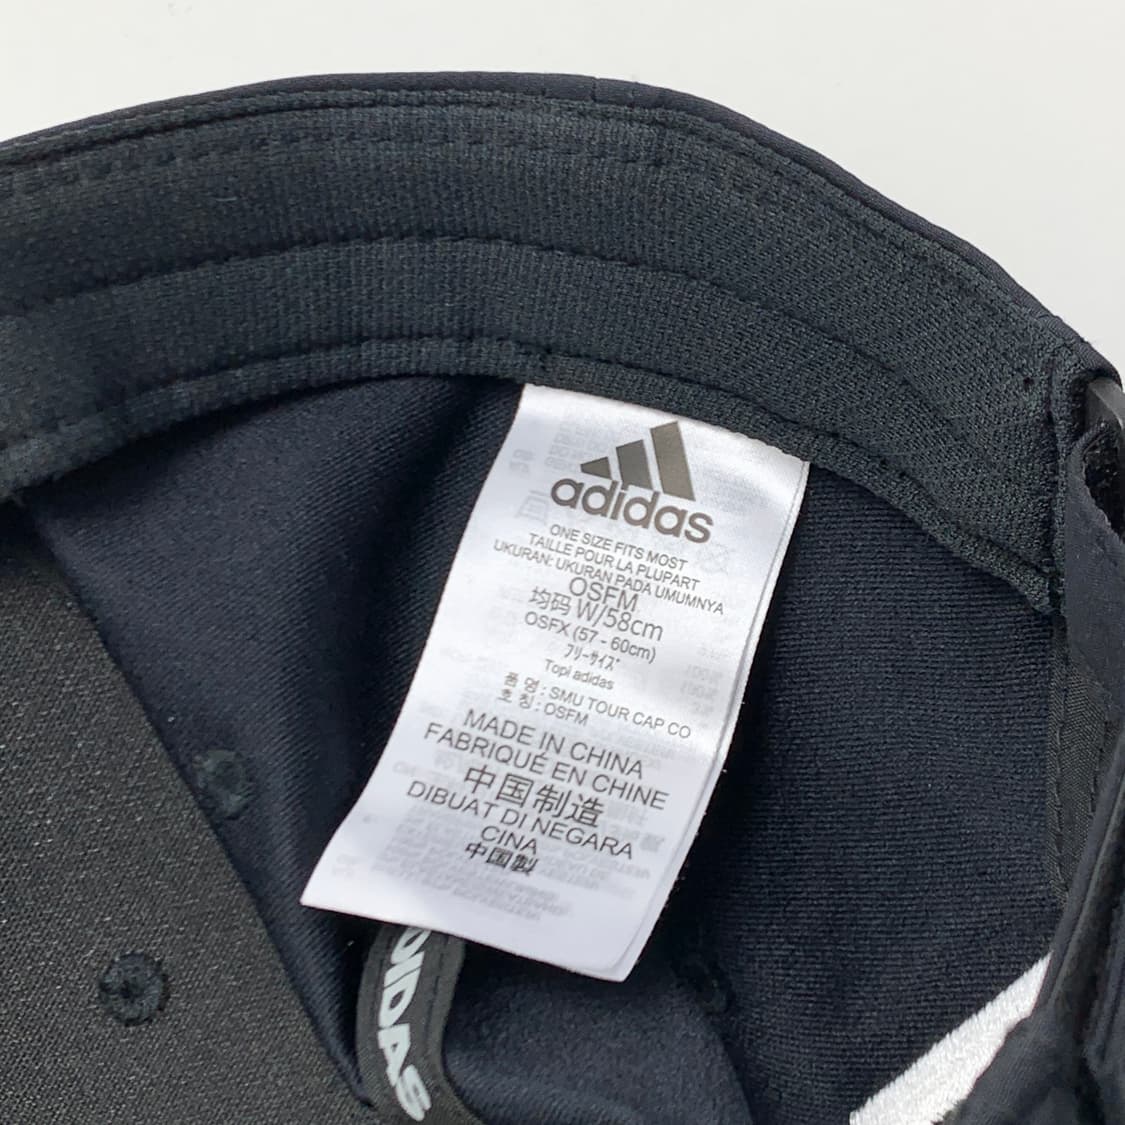 adidas
ONE SIZE FITS MOST
TAILLE POUR LA PLUPART
UKURAN: UKURAN PADA UMUMNYA
OSFM
均码 W/58cm
OSFX (57 - 60cm)
フリーサイズ
Topi adidas
품 명 : SMU TOUR CAP CO
호 칭 : OSFM
MADE IN CHINA
FABRIQUÉ EN CHINE
中国制造
DIBUAT DI NEGARA
CINA
中国製
DIDAS